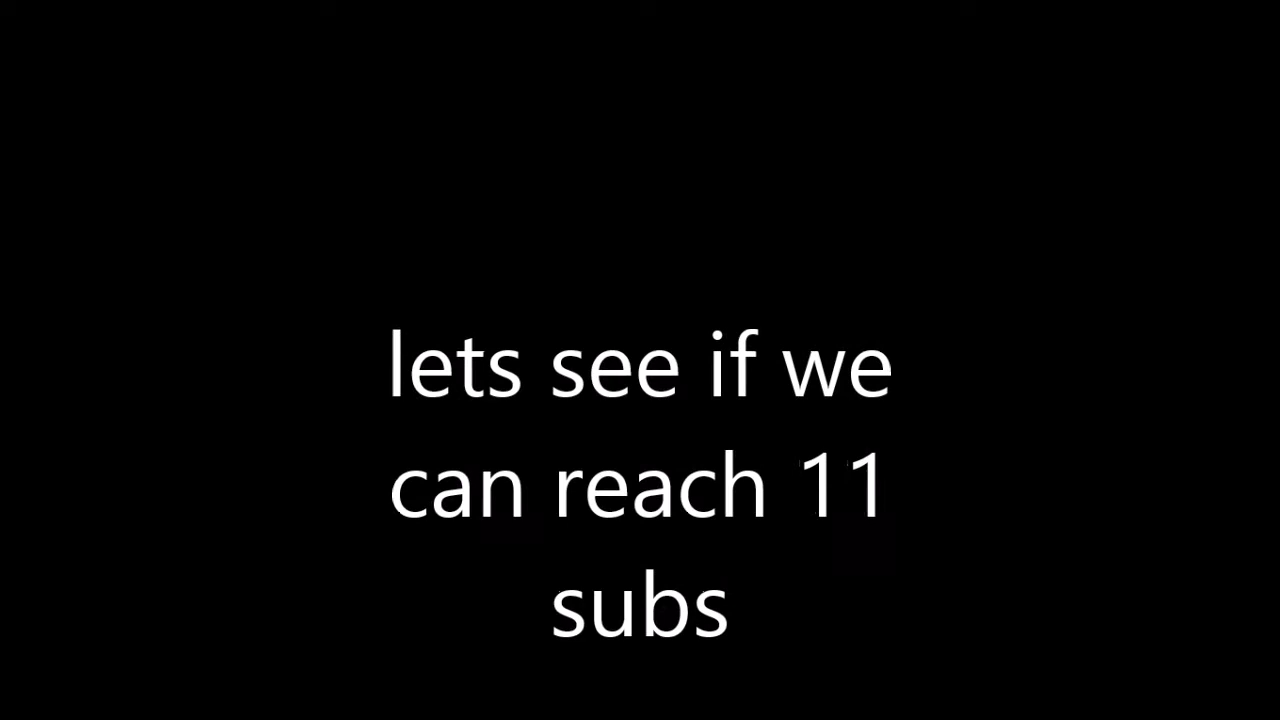 lets see if we
can reach 11
subs